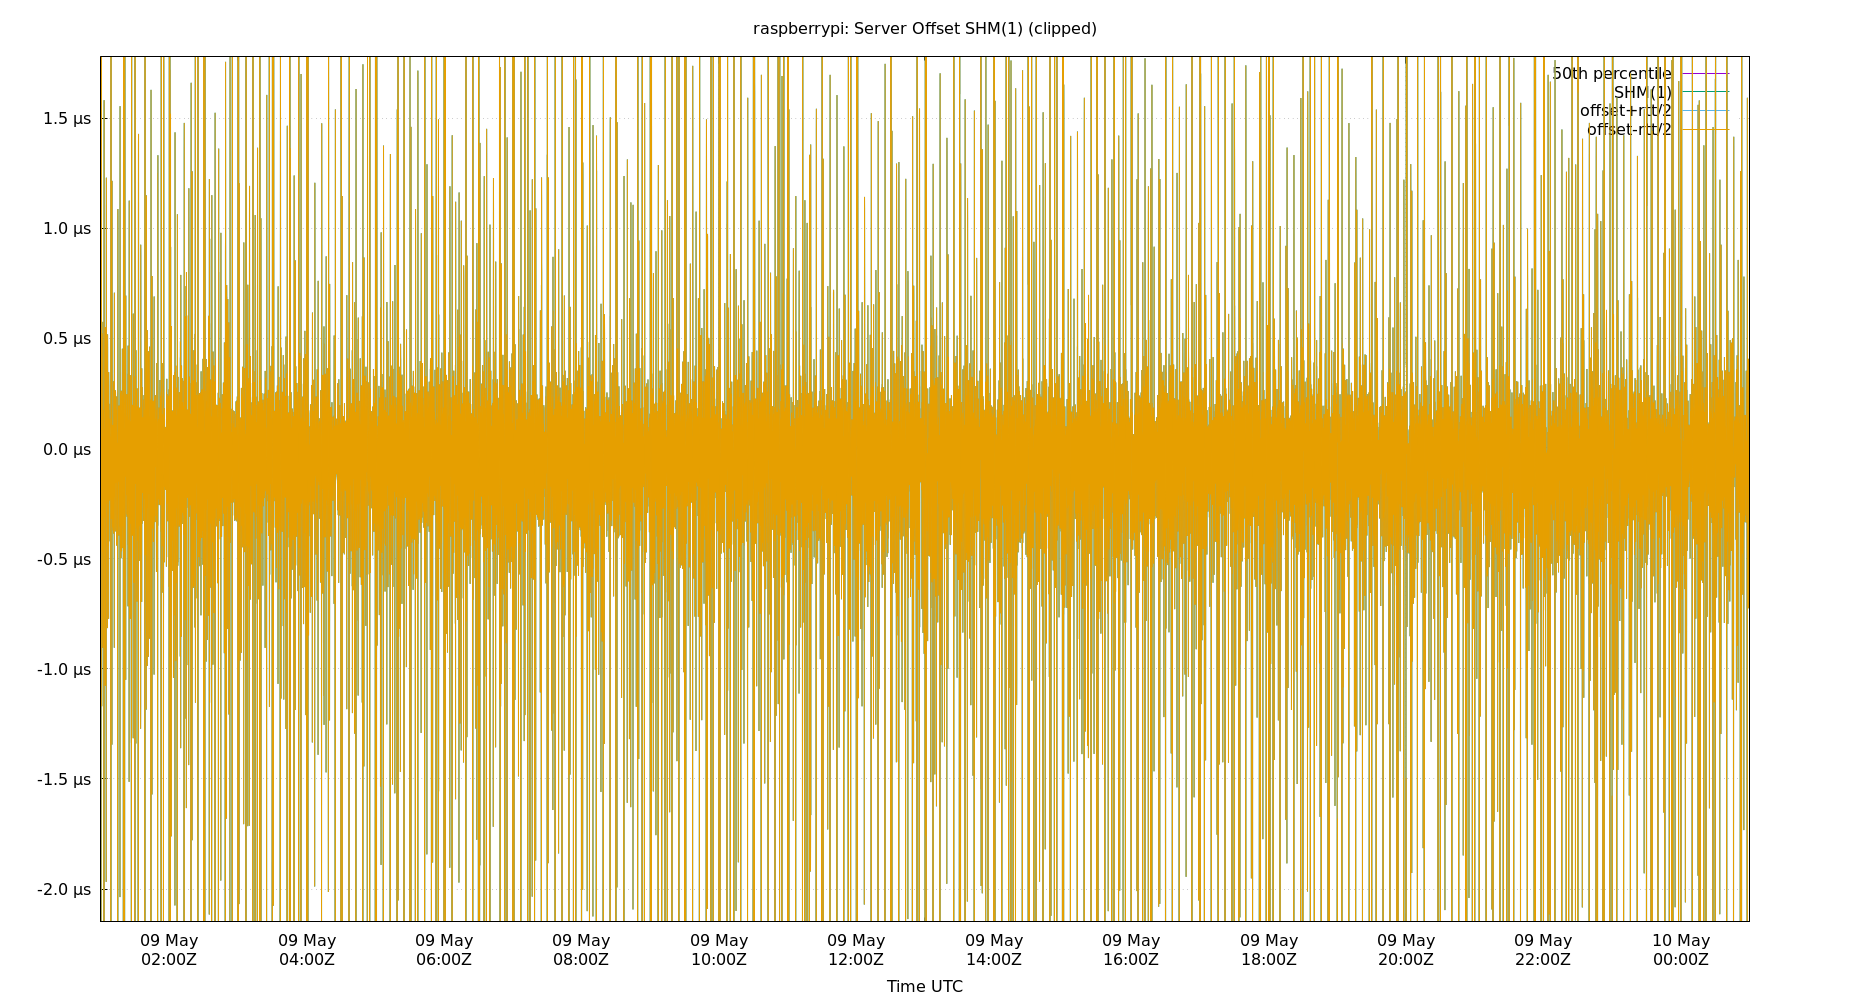 raspberrypi: Server Offset SHM(1) (clipped)
50th percentile
SHM(1)
offset+rtt/2
offset-rtt/2
1.5 µs
1.0 µs
0.5 µs
0.0 µs
-0.5 µs
-1.0 µs
-1.5 µs
-2.0 µs
09 May 09 May 09 May 09 May 09 May 09 May 09 May 09 May 09 May 09 May 09 May 10 May
02:00Z 04:00Z 06:00Z 08:00Z 10:00Z 12:00Z 14:00Z 16:00Z 18:00Z 20:00Z 22:00Z 00:00Z
Time UTC